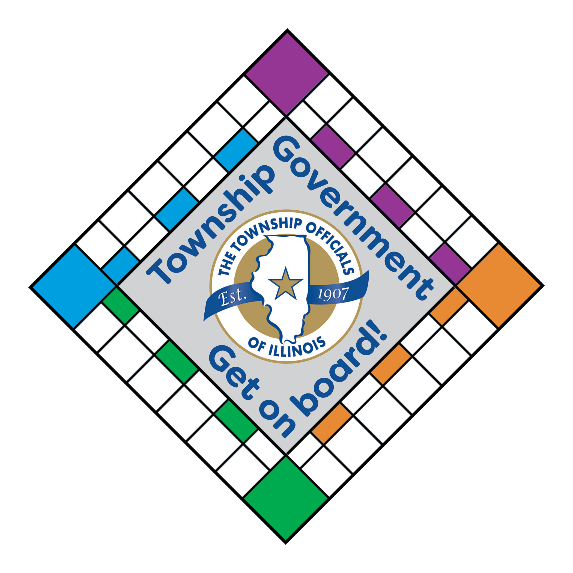 Township
Government
THE TOWNSHIP OFFICIALS
Est. 1907
OF ILLINOIS
Get on
board!